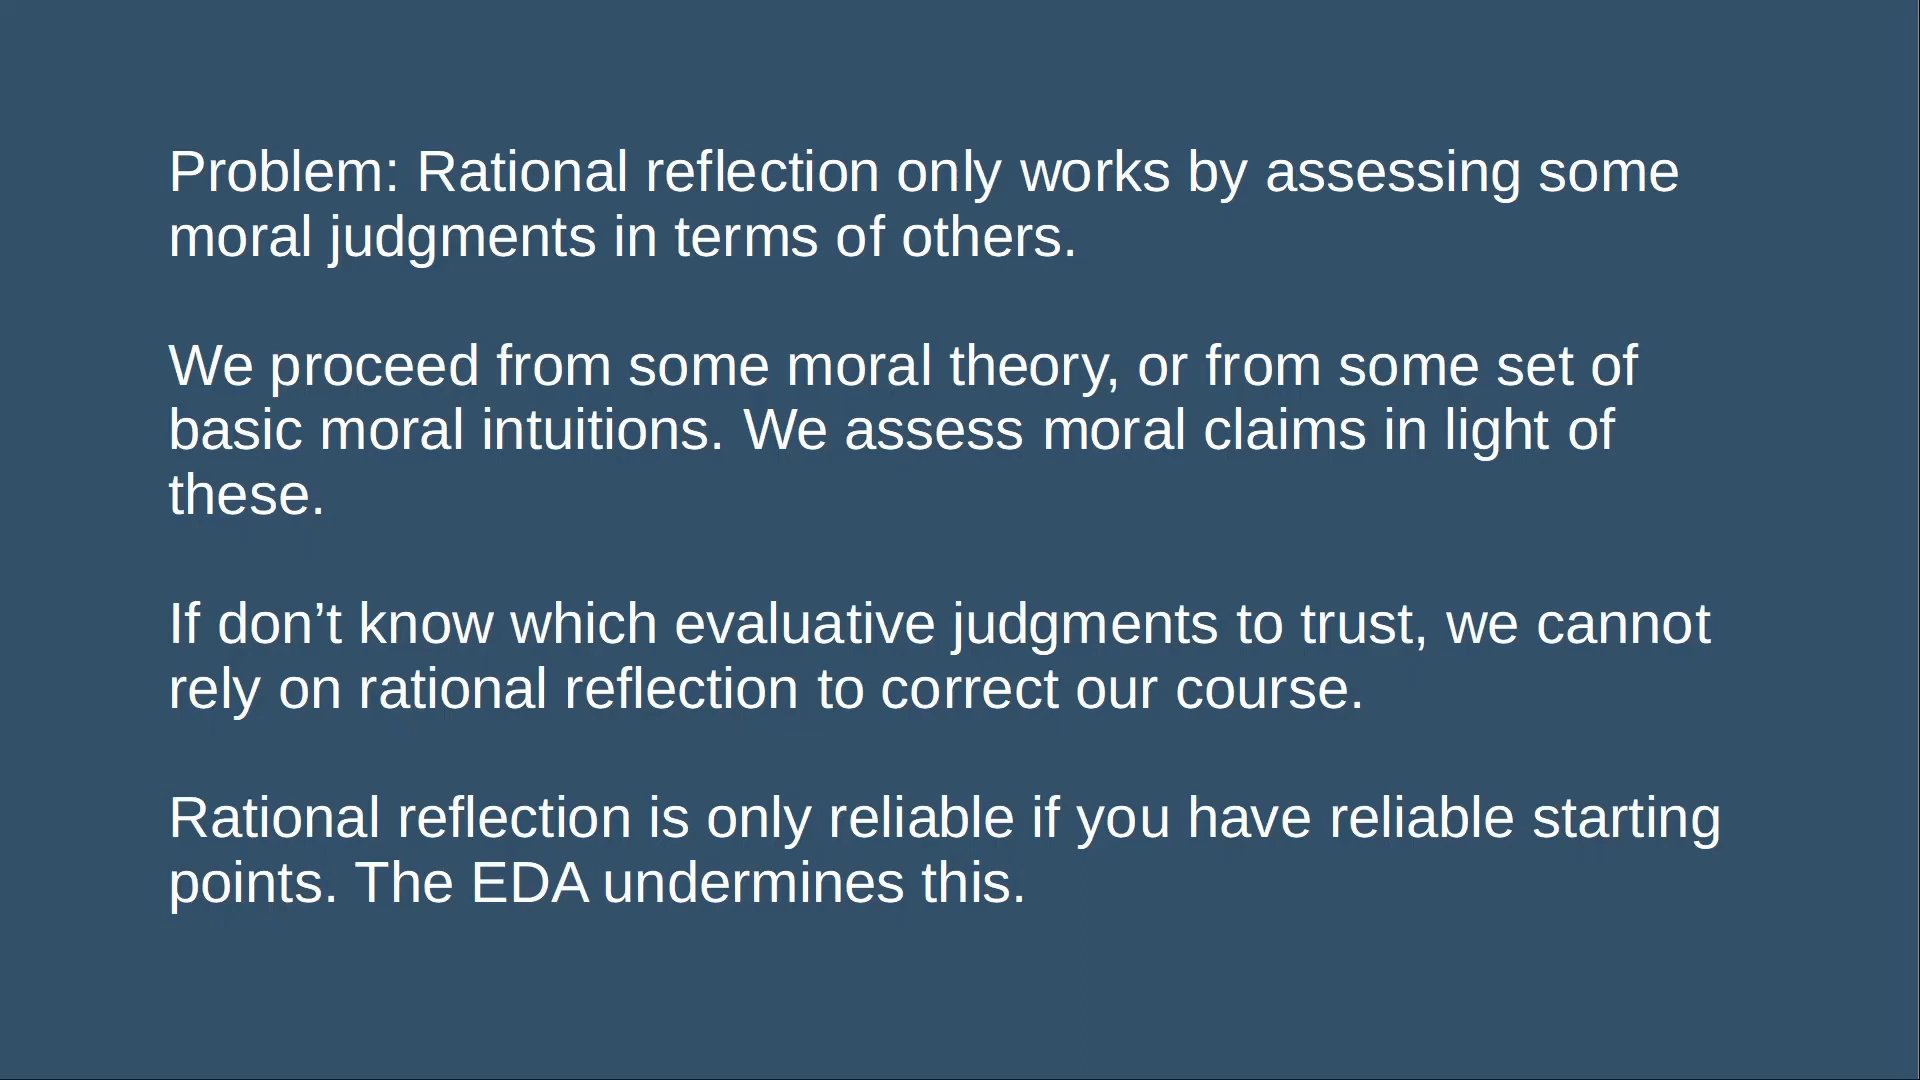 Problem: Rational reflection only works by assessing some
moral judgments in terms of others.
We proceed from some moral theory, or from some set of
basic moral intuitions. We assess moral claims in light of
these.
If don’t know which evaluative judgments to trust, we cannot
rely on rational reflection to correct our course.
Rational reflection is only reliable if you have reliable starting
points. The EDA undermines this.